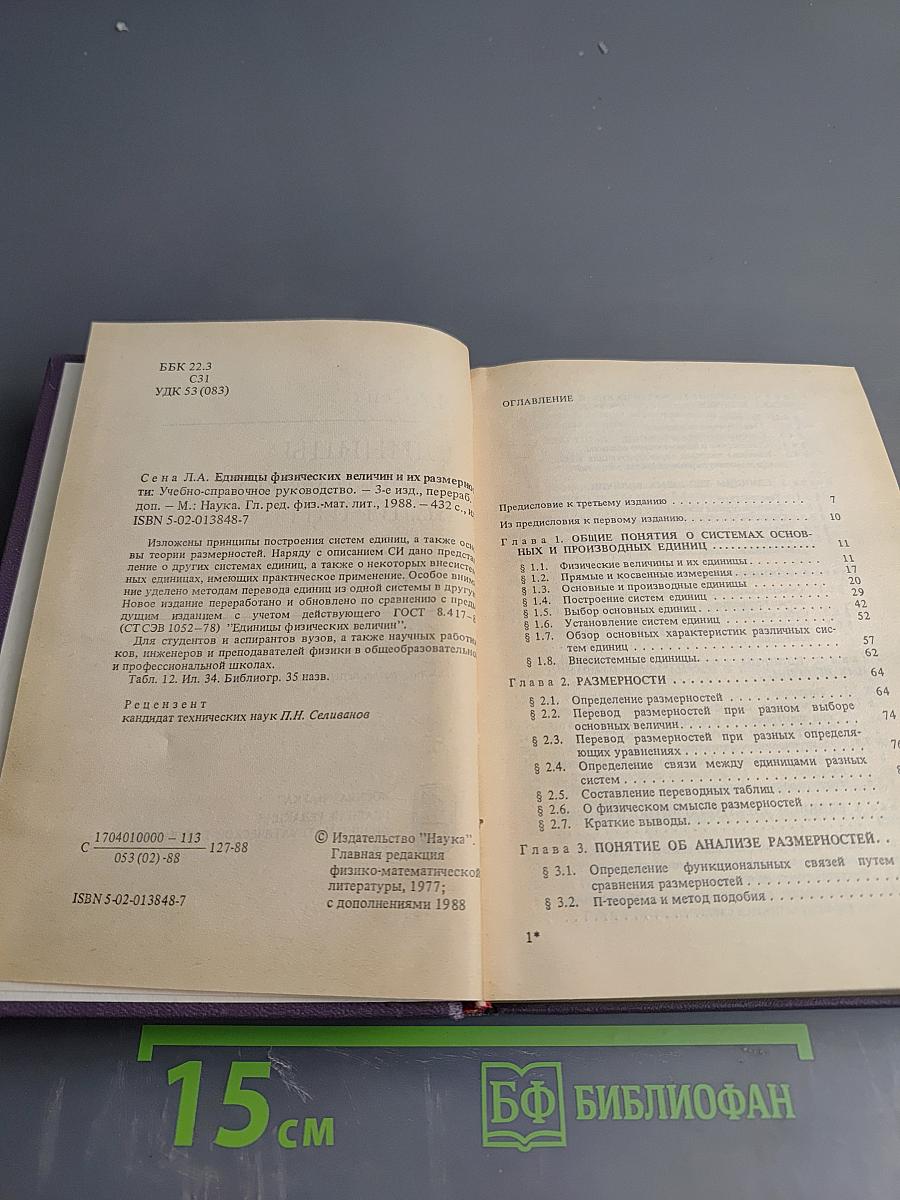 ББК 22.3
С31
УДК 53 (083)
Сена Л.А. Единицы физических величин и их размерно
ти: Учебно-справочное руководство. — 3-е изд., перераб.
доп. — М.: Наука. Гл. ред. физ.-мат. лит., 1988. — 432 с.,
ISBN 5-02-013848-7
Изложены принципы построения систем единиц, а также осн
вы теории размерностей. Наряду с описанием СИ дано предста
ление о других системах единиц, а также о некоторых внесисте
ных единицах, имеющих практическое применение. Особое вним
ние уделено методам перевода единиц из одной системы в другу
Новое издание переработано и обновлено по сравнению с пред
дущим изданием с учетом действующего ГОСТ 8.417–
(СТ СЭВ 1052–78) "Единицы физических величин".
Для студентов и аспирантов вузов, а также научных работн
ков, инженеров и преподавателей физики в общеобразовательно
и профессиональной школах.
Табл. 12. Ил. 34. Библиогр. 35 назв.
Рецензент
кандидат технических наук П.Н. Селиванов
С 1704010000 – 113
053 (02) -88
127-88
ISBN 5-02-013848-7
© Издательство "Наука".
Главная редакция
физико-математической
литературы, 1977;
с дополнениями 1988
ОГЛАВЛЕНИЕ
Предисловие к третьему изданию . . . . . . . . . . . . 7
Из предисловия к первому изданию. . . . . . . . . . . . 10
Глава 1. ОБЩИЕ ПОНЯТИЯ О СИСТЕМАХ ОСНОВ-
НЫХ И ПРОИЗВОДНЫХ ЕДИНИЦ . . . . . . . . . . . . 11
§ 1.1. Физические величины и их единицы. . . . . . . . . . . . 11
§ 1.2. Прямые и косвенные измерения . . . . . . . . . . . . 17
§ 1.3. Основные и производные единицы . . . . . . . . . . . . 20
§ 1.4. Построение систем единиц . . . . . . . . . . . . 29
§ 1.5. Выбор основных единиц . . . . . . . . . . . . 42
§ 1.6. Установление систем единиц . . . . . . . . . . . . 52
§ 1.7. Обзор основных характеристик различных сис-
тем единиц . . . . . . . . . . . . 57
§ 1.8. Внесистемные единицы. . . . . . . . . . . . 62
Глава 2. РАЗМЕРНОСТИ . . . . . . . . . . . . 64
§ 2.1. Определение размерностей . . . . . . . . . . . . 64
§ 2.2. Перевод размерностей при разном выборе
основных величин. . . . . . . . . . . . 74
§ 2.3. Перевод размерностей при разных определя-
ющих уравнениях . . . . . . . . . . . . 76
§ 2.4. Определение связи между единицами разных
систем . . . . . . . . . . . .
§ 2.5. Составление переводных таблиц . . . . . . . . . . . .
§ 2.6. О физическом смысле размерностей . . . . . . . . . . . .
§ 2.7. Краткие выводы. . . . . . . . . . . .
Глава 3. ПОНЯТИЕ ОБ АНАЛИЗЕ РАЗМЕРНОСТЕЙ. .
§ 3.1. Определение функциональных связей путем
сравнения размерностей . . . . . . . . . . . .
§ 3.2. П-теорема и метод подобия . . . . . . . . . . . .
1*
15 см
БФ БИБЛИОФАН